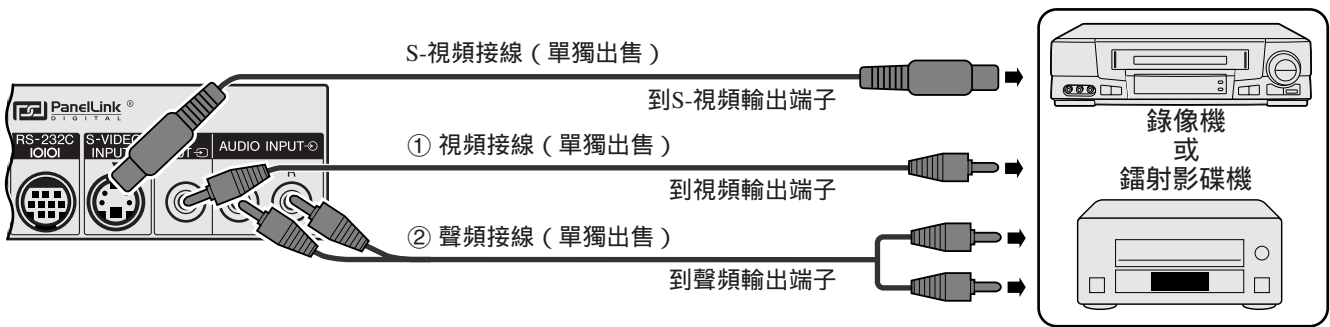 S-視頻接線（單獨出售）
到S-視頻輸出端子
PanelLink ®
DIGITAL
RS-232C
IOIOI
S-VIDEO
INPUT
AUDIO INPUT
R
① 視頻接線（單獨出售）
到視頻輸出端子
② 聲頻接線（單獨出售）
到聲頻輸出端子
錄像機
或
鐳射影碟機